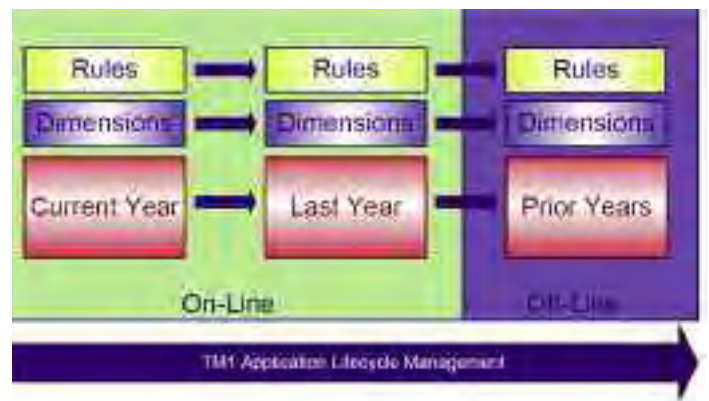 Rules Rules Rules
Dimensions Dimensions Dimensions
Current Year Last Year Prior Years
On-Line Off-Line
TM1 Application Lifecycle Management